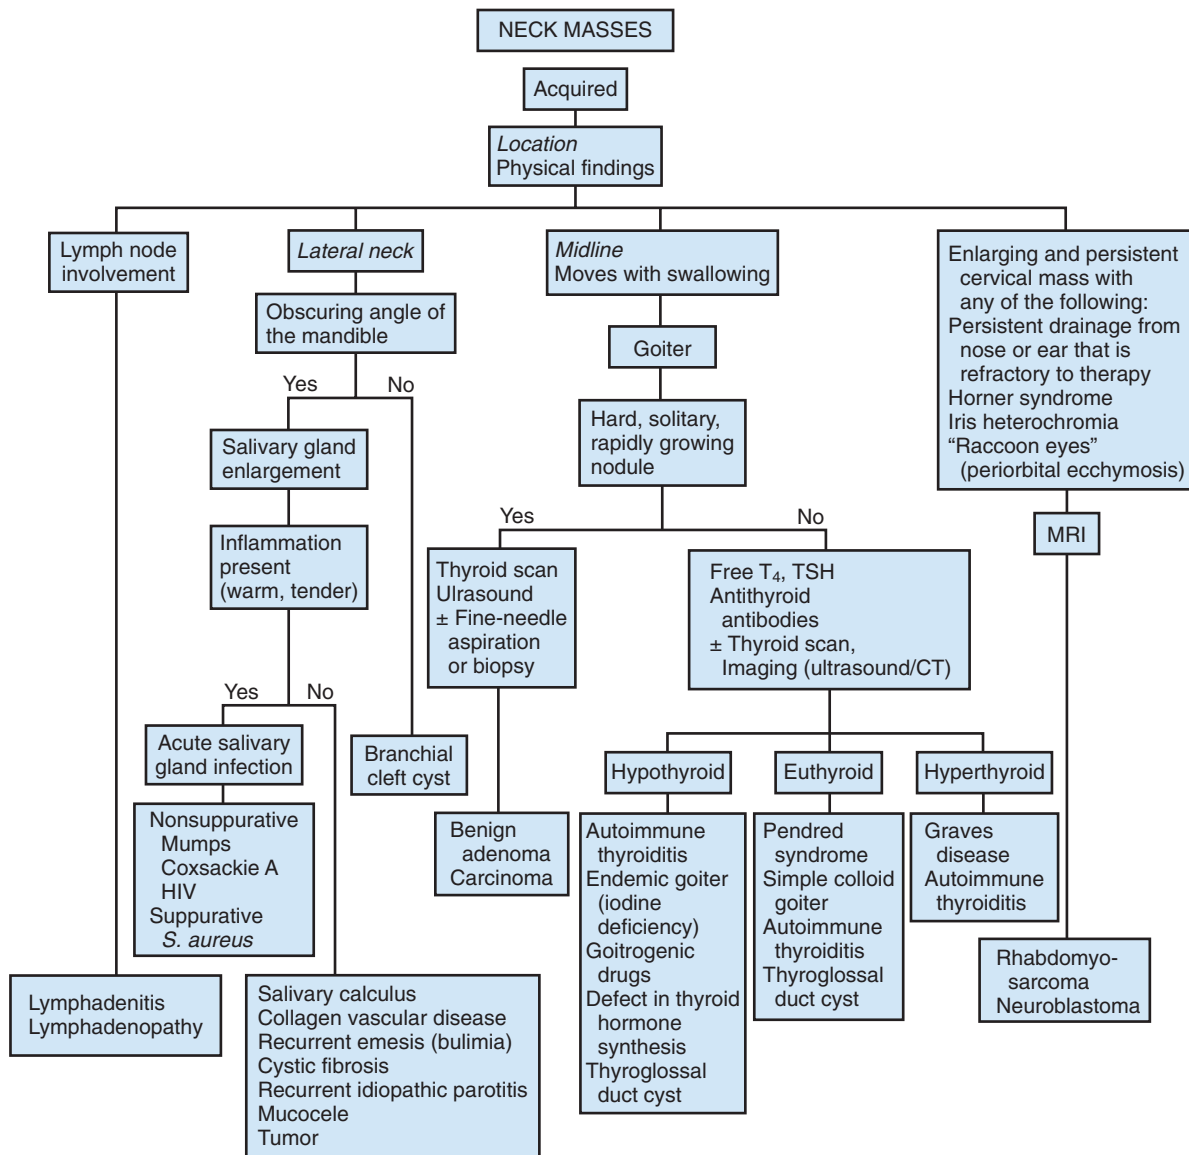 NECK MASSES
Acquired
Location
Physical findings
Lymph node
involvement
Lateral neck
Midline
Moves with swallowing
Enlarging and persistent
cervical mass with
any of the following:
Persistent drainage from
nose or ear that is
refractory to therapy
Horner syndrome
Iris heterochromia
“Raccoon eyes”
(periorbital ecchymosis)
Obscuring angle of
the mandible
Goiter
Yes
No
Salivary gland
enlargement
Hard, solitary,
rapidly growing
nodule
Inflammation
present
(warm, tender)
Yes
No
MRI
Thyroid scan
Ulrasound
± Fine-needle
aspiration
or biopsy
Free T₄, TSH
Antithyroid
antibodies
± Thyroid scan,
Imaging (ultrasound/CT)
Yes
No
Acute salivary
gland infection
Branchial
cleft cyst
Hypothyroid
Euthyroid
Hyperthyroid
Nonsuppurative
Mumps
Coxsackie A
HIV
Suppurative
S. aureus
Benign
adenoma
Carcinoma
Autoimmune
thyroiditis
Endemic goiter
(iodine
deficiency)
Goitrogenic
drugs
Defect in thyroid
hormone
synthesis
Thyroglossal
duct cyst
Pendred
syndrome
Simple colloid
goiter
Autoimmune
thyroiditis
Thyroglossal
duct cyst
Graves
disease
Autoimmune
thyroiditis
Rhabdomyo-
sarcoma
Neuroblastoma
Lymphadenitis
Lymphadenopathy
Salivary calculus
Collagen vascular disease
Recurrent emesis (bulimia)
Cystic fibrosis
Recurrent idiopathic parotitis
Mucocele
Tumor